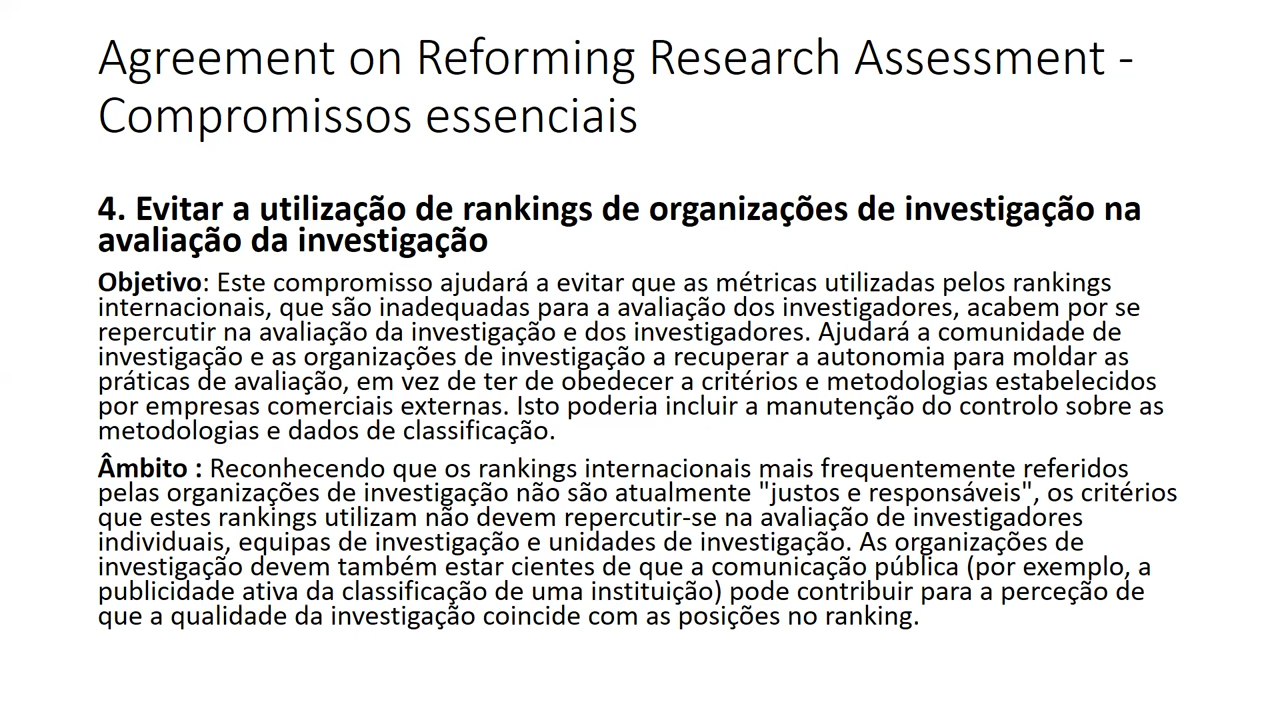 Agreement on Reforming Research Assessment -
Compromissos essenciais
4. Evitar a utilização de rankings de organizações de investigação na
avaliação da investigação
Objetivo: Este compromisso ajudará a evitar que as métricas utilizadas pelos rankings
internacionais, que são inadequadas para a avaliação dos investigadores, acabem por se
repercutir na avaliação da investigação e dos investigadores. Ajudará a comunidade de
investigação e as organizações de investigação a recuperar a autonomia para moldar as
práticas de avaliação, em vez de ter de obedecer a critérios e metodologias estabelecidos
por empresas comerciais externas. Isto poderia incluir a manutenção do controlo sobre as
metodologias e dados de classificação.
Âmbito : Reconhecendo que os rankings internacionais mais frequentemente referidos
pelas organizações de investigação não são atualmente "justos e responsáveis", os critérios
que estes rankings utilizam não devem repercutir-se na avaliação de investigadores
individuais, equipas de investigação e unidades de investigação. As organizações de
investigação devem também estar cientes de que a comunicação pública (por exemplo, a
publicidade ativa da classificação de uma instituição) pode contribuir para a perceção de
que a qualidade da investigação coincide com as posições no ranking.